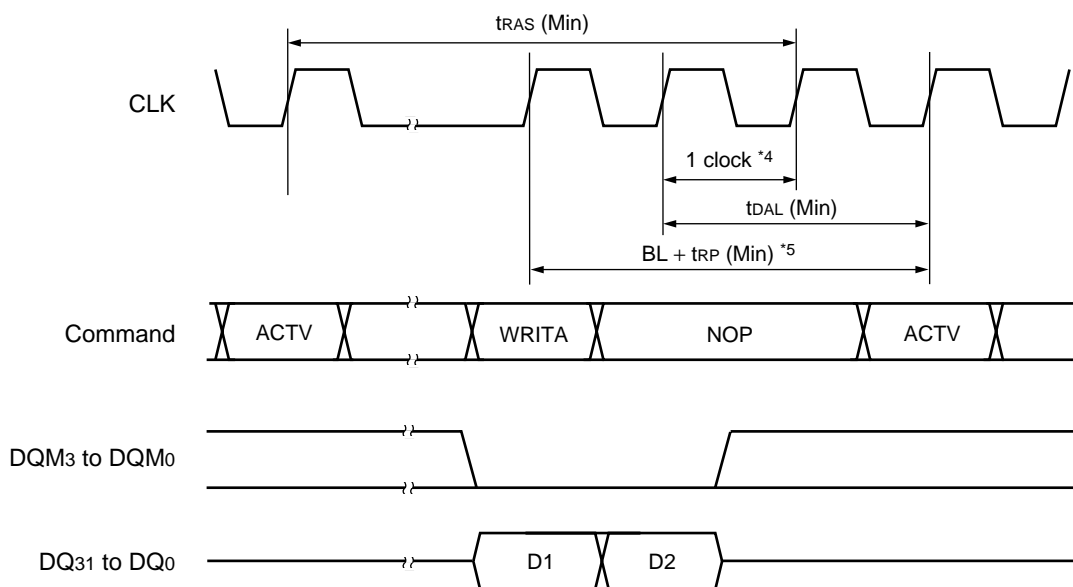 tRAS (Min)
CLK
1 clock *4
tDAL (Min)
BL + tRP (Min) *5
Command ACTV WRITA NOP ACTV
DQM3 to DQM0
DQ31 to DQ0 D1 D2